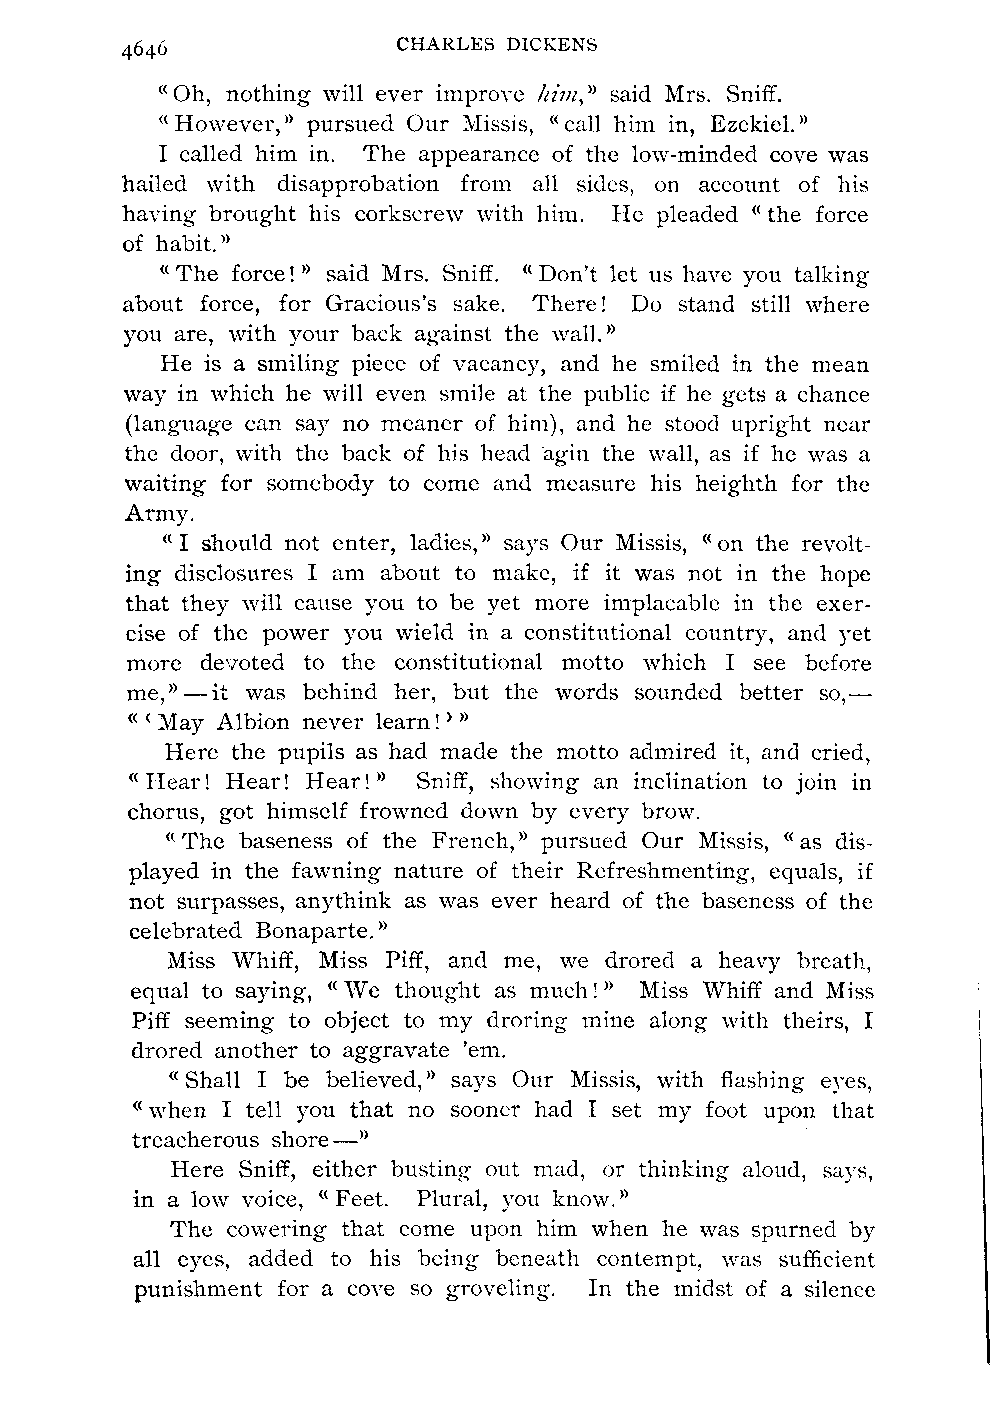 4646 CHARLES DICKENS
“Oh, nothing will ever improve him,” said Mrs. Sniff.
“However,” pursued Our Missis, “call him in, Ezekiel.”
I called him in. The appearance of the low-minded cove was
hailed with disapprobation from all sides, on account of his
having brought his corkscrew with him. He pleaded “the force
of habit.”
“The force!” said Mrs. Sniff. “Don't let us have you talking
about force, for Gracious's sake. There! Do stand still where
you are, with your back against the wall.”
He is a smiling piece of vacancy, and he smiled in the mean
way in which he will even smile at the public if he gets a chance
(language can say no meaner of him), and he stood upright near
the door, with the back of his head agin the wall, as if he was a
waiting for somebody to come and measure his heighth for the
Army.
“I should not enter, ladies,” says Our Missis, “on the revolt-
ing disclosures I am about to make, if it was not in the hope
that they will cause you to be yet more implacable in the exer-
cise of the power you wield in a constitutional country, and yet
more devoted to the constitutional motto which I see before
me,”—it was behind her, but the words sounded better so,—
“‘May Albion never learn!’”
Here the pupils as had made the motto admired it, and cried,
“Hear! Hear! Hear!” Sniff, showing an inclination to join in
chorus, got himself frowned down by every brow.
“The baseness of the French,” pursued Our Missis, “as dis-
played in the fawning nature of their Refreshmenting, equals, if
not surpasses, anythink as was ever heard of the baseness of the
celebrated Bonaparte.”
Miss Whiff, Miss Piff, and me, we drored a heavy breath,
equal to saying, “We thought as much!” Miss Whiff and Miss
Piff seeming to object to my droring mine along with theirs, I
drored another to aggravate 'em.
“Shall I be believed,” says Our Missis, with flashing eyes,
“when I tell you that no sooner had I set my foot upon that
treacherous shore—”
Here Sniff, either busting out mad, or thinking aloud, says,
in a low voice, “Feet. Plural, you know.”
The cowering that come upon him when he was spurned by
all eyes, added to his being beneath contempt, was sufficient
punishment for a cove so groveling. In the midst of a silence